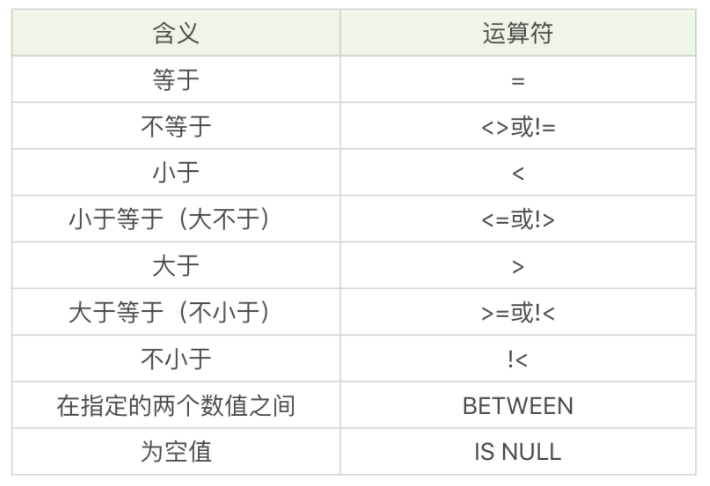 含义 运算符
等于 =
不等于 <>或!=
小于 <
小于等于（大不于） <=或!>
大于 >
大于等于（不小于） >=或!<
不小于 !<
在指定的两个数值之间 BETWEEN
为空值 IS NULL